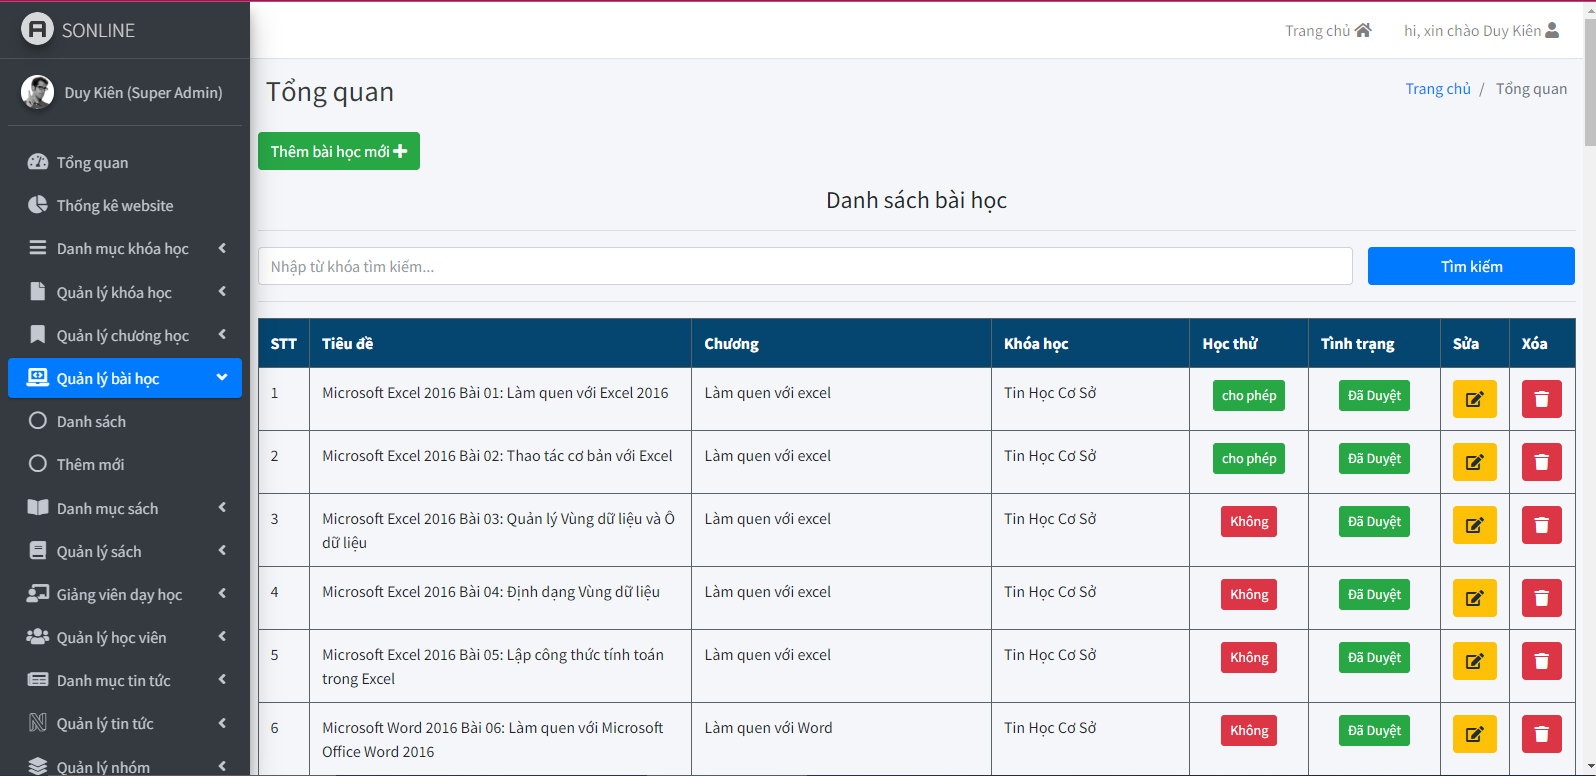 SONLINE
Trang chủ
hi, xin chào Duy Kiên
Duy Kiên (Super Admin)
Tổng quan
Thống kê website
Danh mục khóa học
Quản lý khóa học
Quản lý chương học
Quản lý bài học
Danh sách
Thêm mới
Danh mục sách
Quản lý sách
Giảng viên dạy học
Quản lý học viên
Danh mục tin tức
Quản lý tin tức
Quản lý nhóm
Tổng quan
Trang chủ / Tổng quan
Thêm bài học mới
Danh sách bài học
Nhập từ khóa tìm kiếm...
Tìm kiếm
STT Tiêu đề Chương Khóa học Học thử Tình trạng Sửa Xóa
1 Microsoft Excel 2016 Bài 01: Làm quen với Excel 2016 Làm quen với excel Tin Học Cơ Sở cho phép Đã Duyệt
2 Microsoft Excel 2016 Bài 02: Thao tác cơ bản với Excel Làm quen với excel Tin Học Cơ Sở cho phép Đã Duyệt
3 Microsoft Excel 2016 Bài 03: Quản lý Vùng dữ liệu và Ô Làm quen với excel Tin Học Cơ Sở Không Đã Duyệt
dữ liệu
4 Microsoft Excel 2016 Bài 04: Định dạng Vùng dữ liệu Làm quen với excel Tin Học Cơ Sở Không Đã Duyệt
5 Microsoft Excel 2016 Bài 05: Lập công thức tính toán Làm quen với excel Tin Học Cơ Sở Không Đã Duyệt
trong Excel
6 Microsoft Word 2016 Bài 06: Làm quen với Microsoft Làm quen với Word Tin Học Cơ Sở Không Đã Duyệt
Office Word 2016